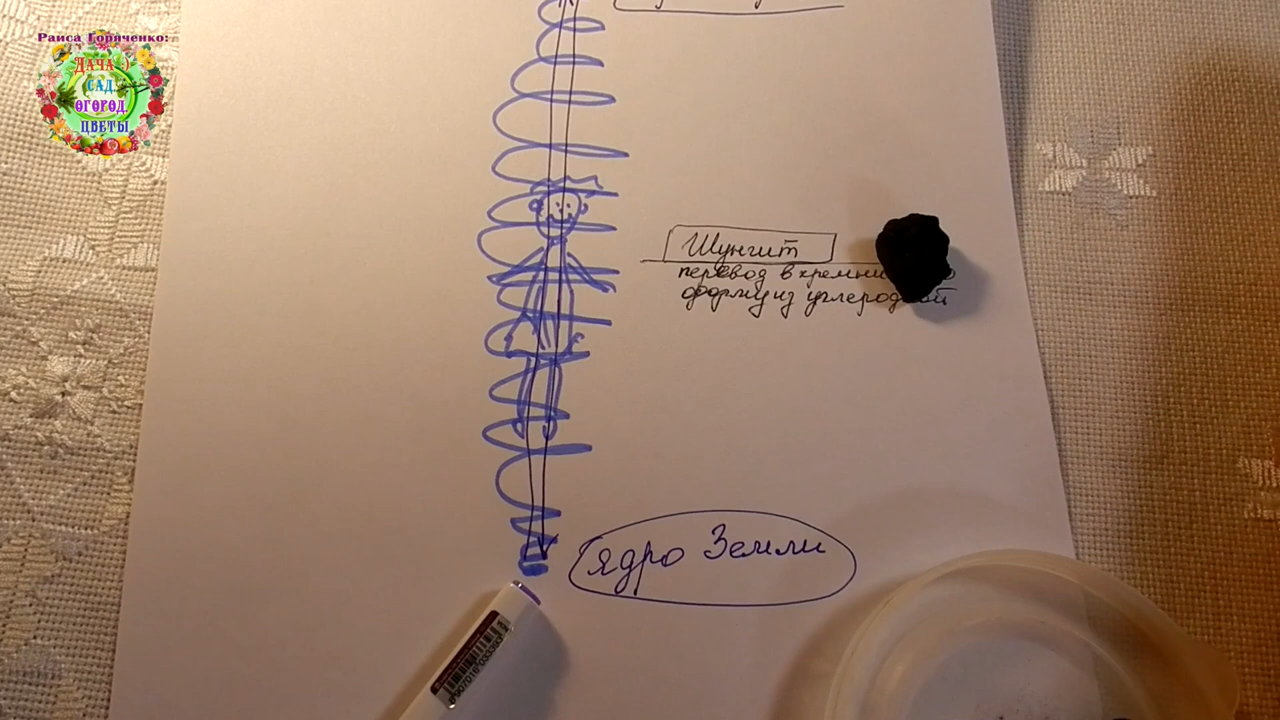 Раиса Горяченко:
Дача :)
сад
огород
цветы
Шунгит
перевод в
форму из углеродной
Ядро Земли